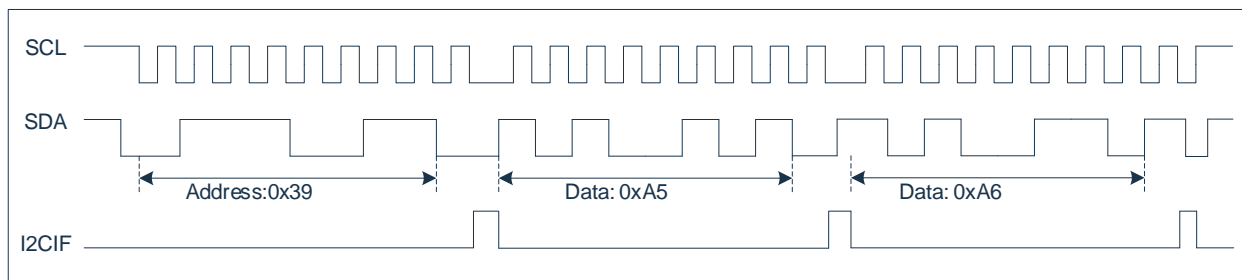 SCL
SDA
Address:0x39
Data: 0xA5
Data: 0xA6
I2CIF